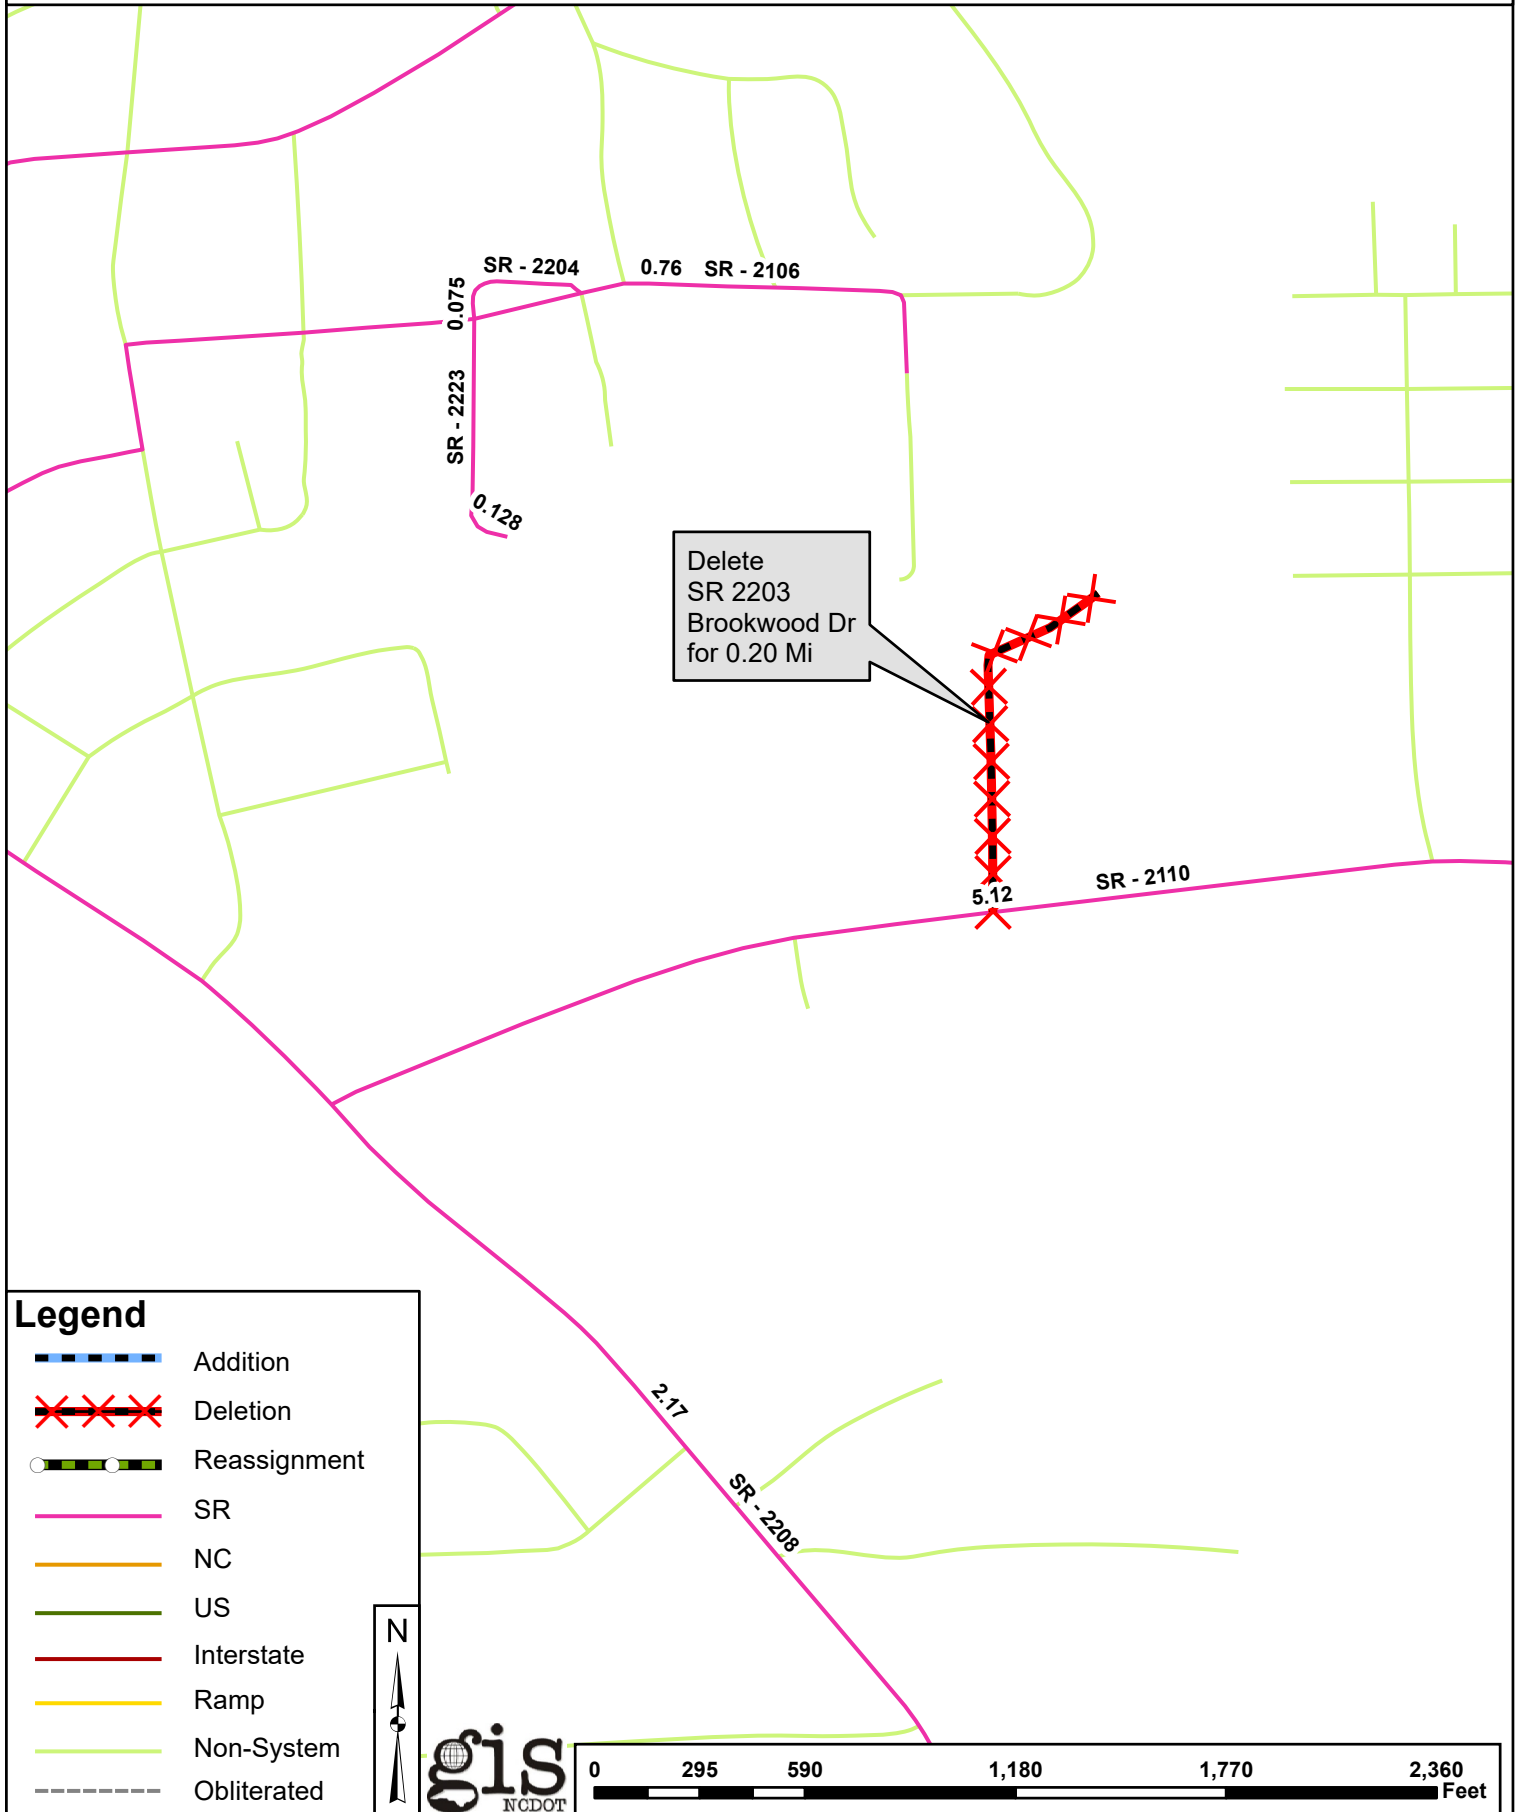 SR - 2204
0.76 SR - 2106
0.075
SR - 2223
0.128
Delete
SR 2203
Brookwood Dr
for 0.20 Mi
SR - 2110
5.12
2.17
SR - 2208
Legend
Addition
Deletion
Reassignment
SR
NC
US
Interstate
Ramp
Non-System
Obliterated
N
gis
NCDOT
0 295 590 1,180 1,770 2,360
Feet